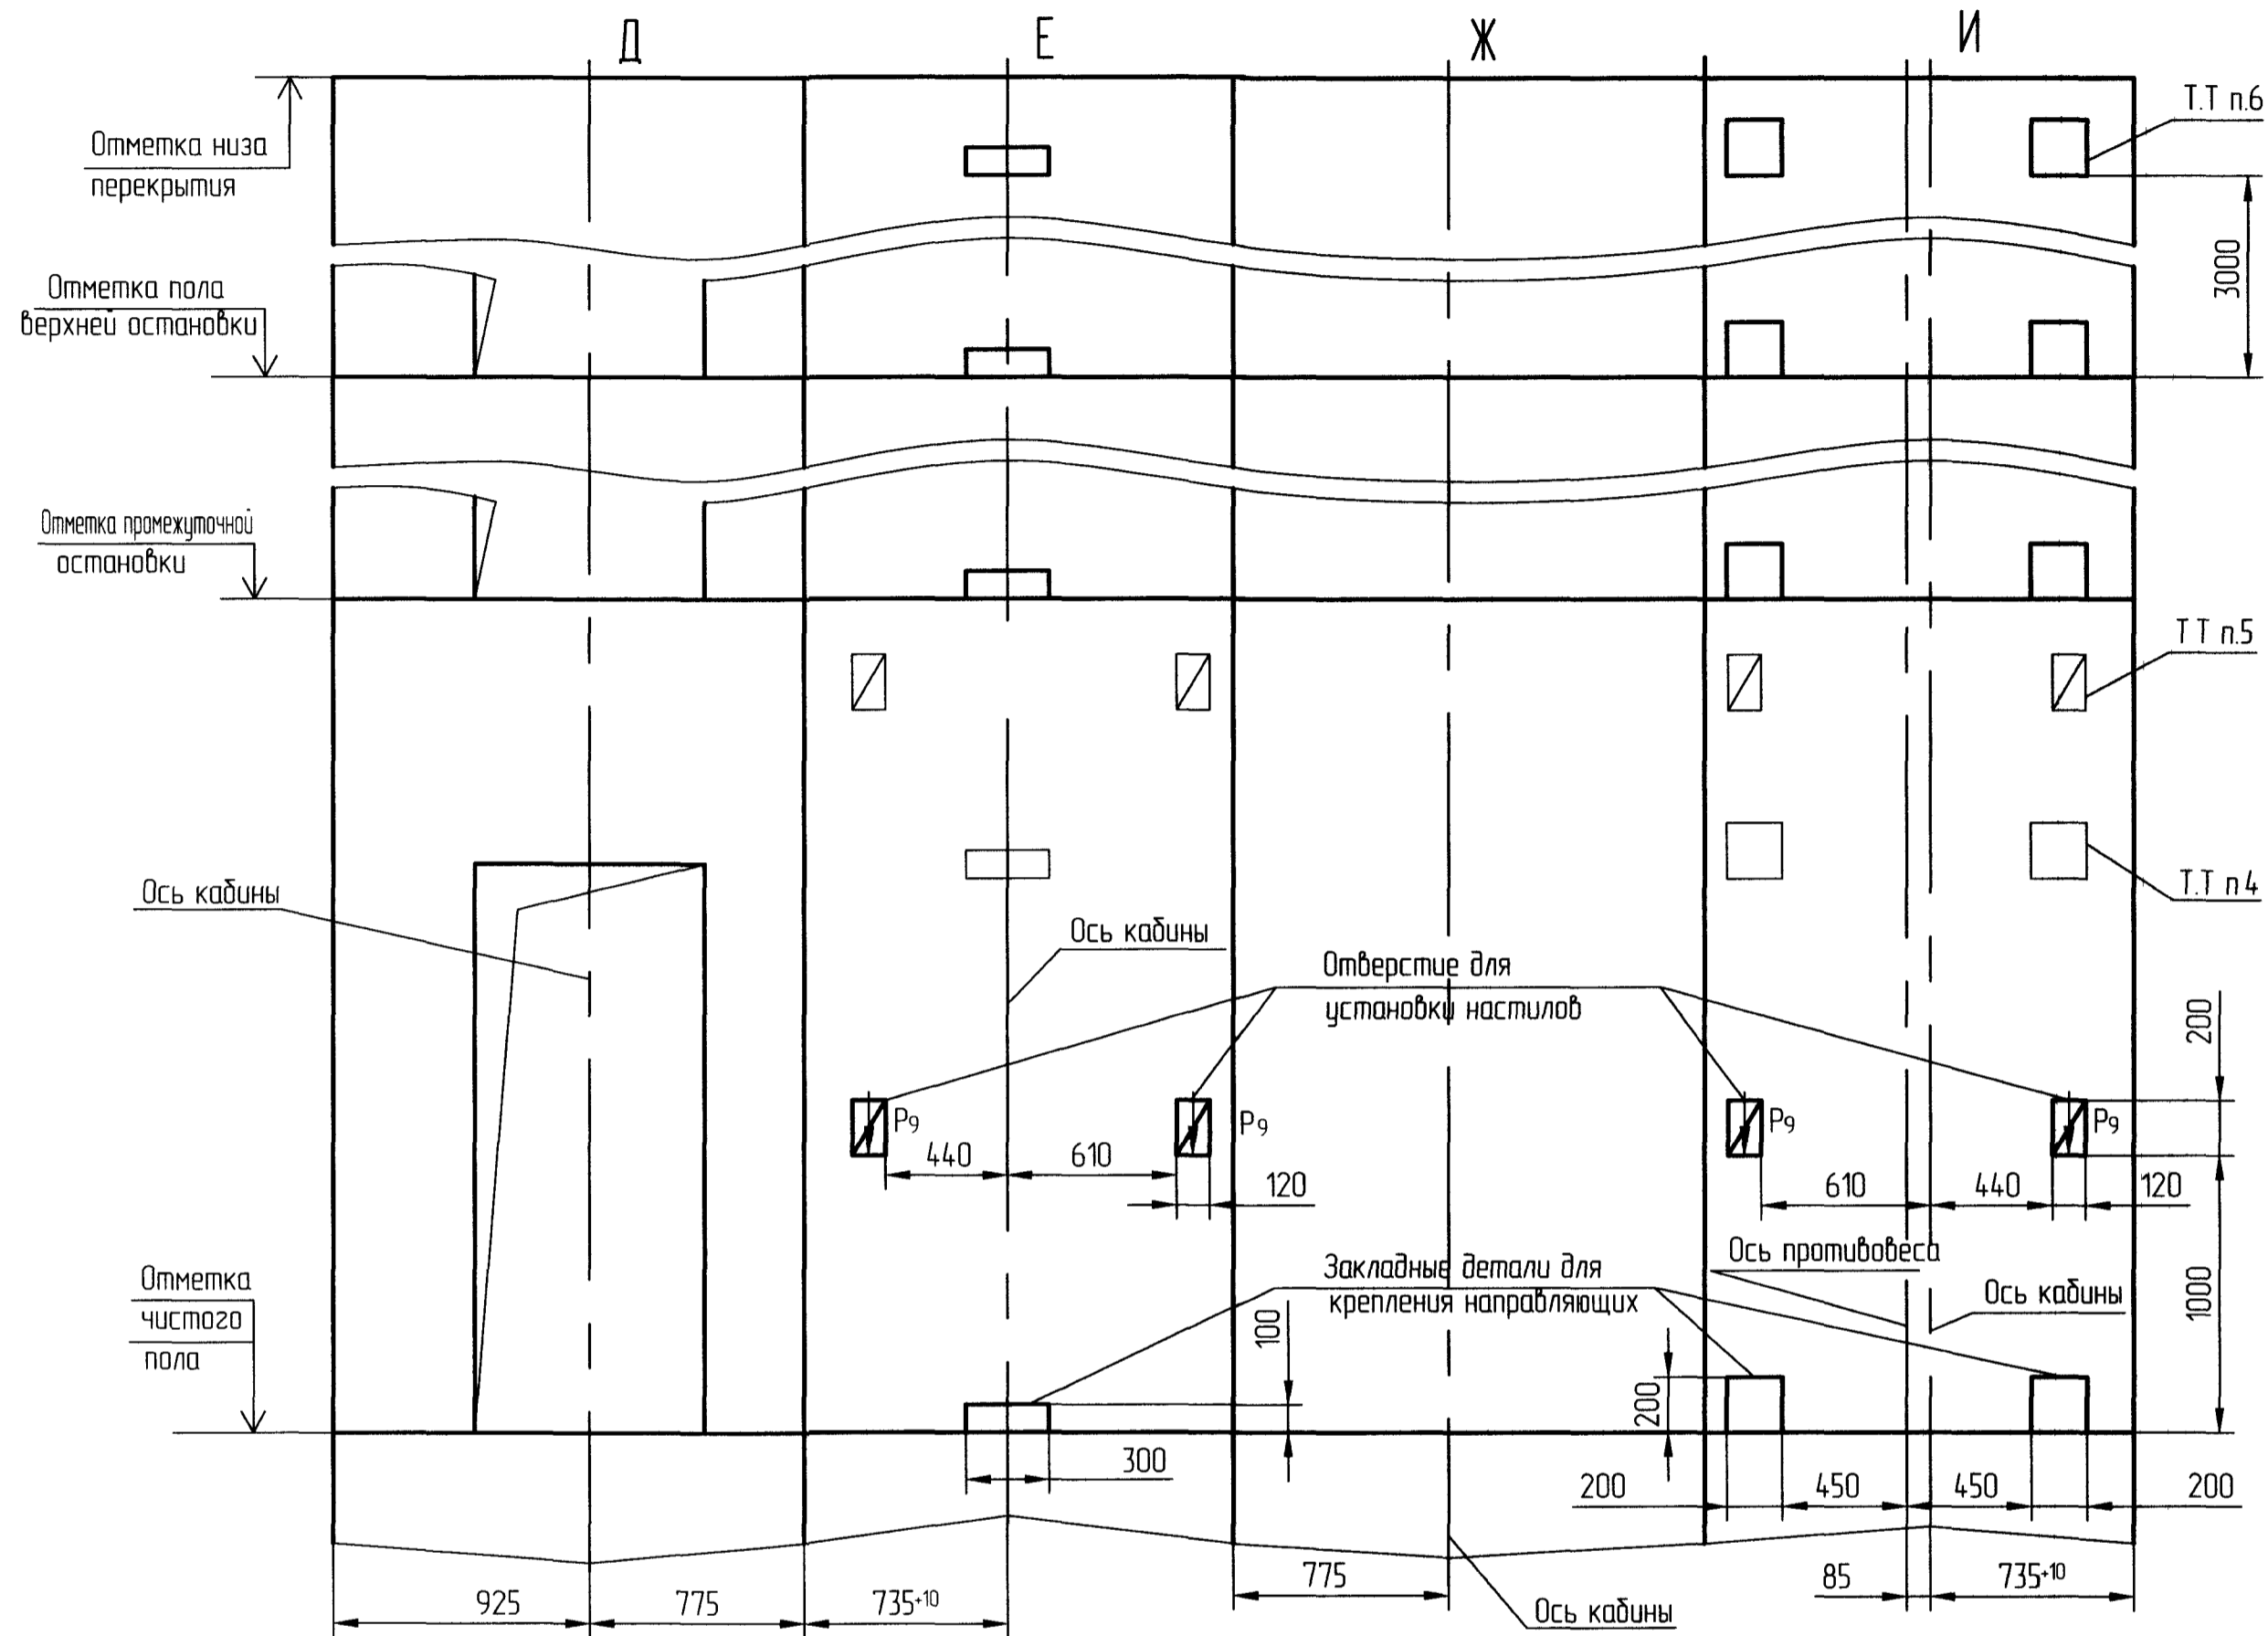 Д
Е
Ж
И
Т.Т п.6
Отметка низа
перекрытия
3000
Отметка пола
верхней остановки
Отметка промежуточной
остановки
Т Т п.5
Т.Т п 4
Ось кабины
Ось кабины
Отверстие для
установки настилов
200
Р9
Р9
Р9
Р9
440
610
120
610
440
120
Ось противовеса
Закладные детали для
крепления направляющих
Ось кабины
1000
Отметка
чистого
пола
100
200
300
200
450
450
200
925
775
735+10
775
85
735+10
Ось кабины